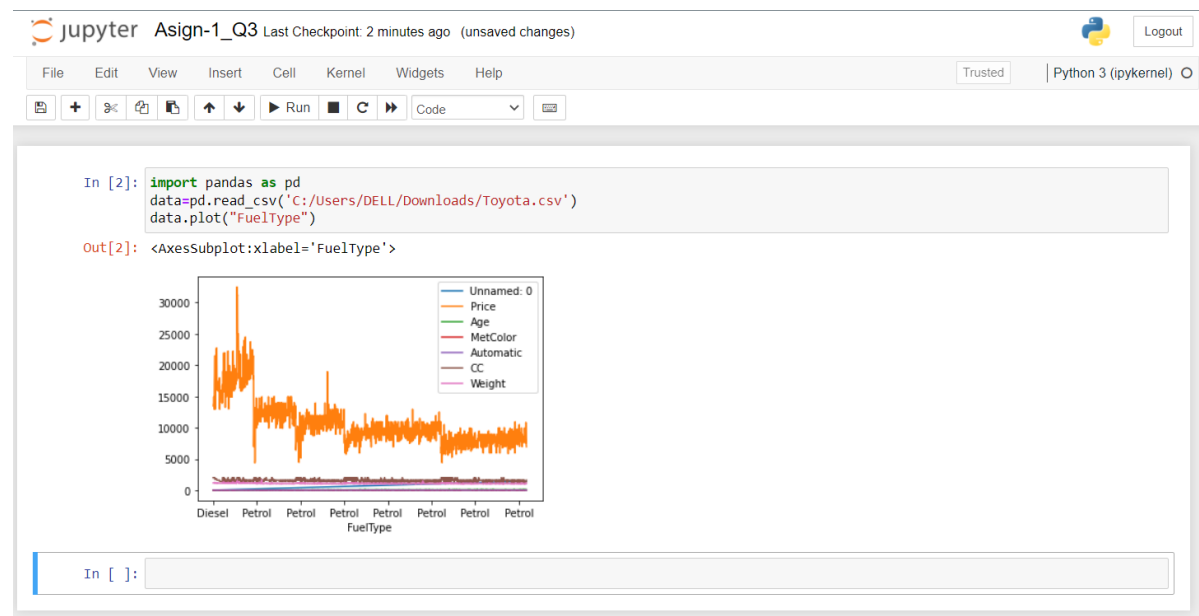 jupyter Asign-1_Q3 Last Checkpoint: 2 minutes ago (unsaved changes)
Logout
File Edit View Insert Cell Kernel Widgets Help
Trusted
Python 3 (ipykernel)
Run
Code
In [2]: import pandas as pd
data=pd.read_csv('C:/Users/DELL/Downloads/Toyota.csv')
data.plot("FuelType")
Out[2]: <AxesSubplot:xlabel='FuelType'>
Unnamed: 0
Price
Age
MetColor
Automatic
CC
Weight
30000
25000
20000
15000
10000
5000
0
Diesel Petrol Petrol Petrol Petrol Petrol Petrol Petrol
FuelType
In [ ]: